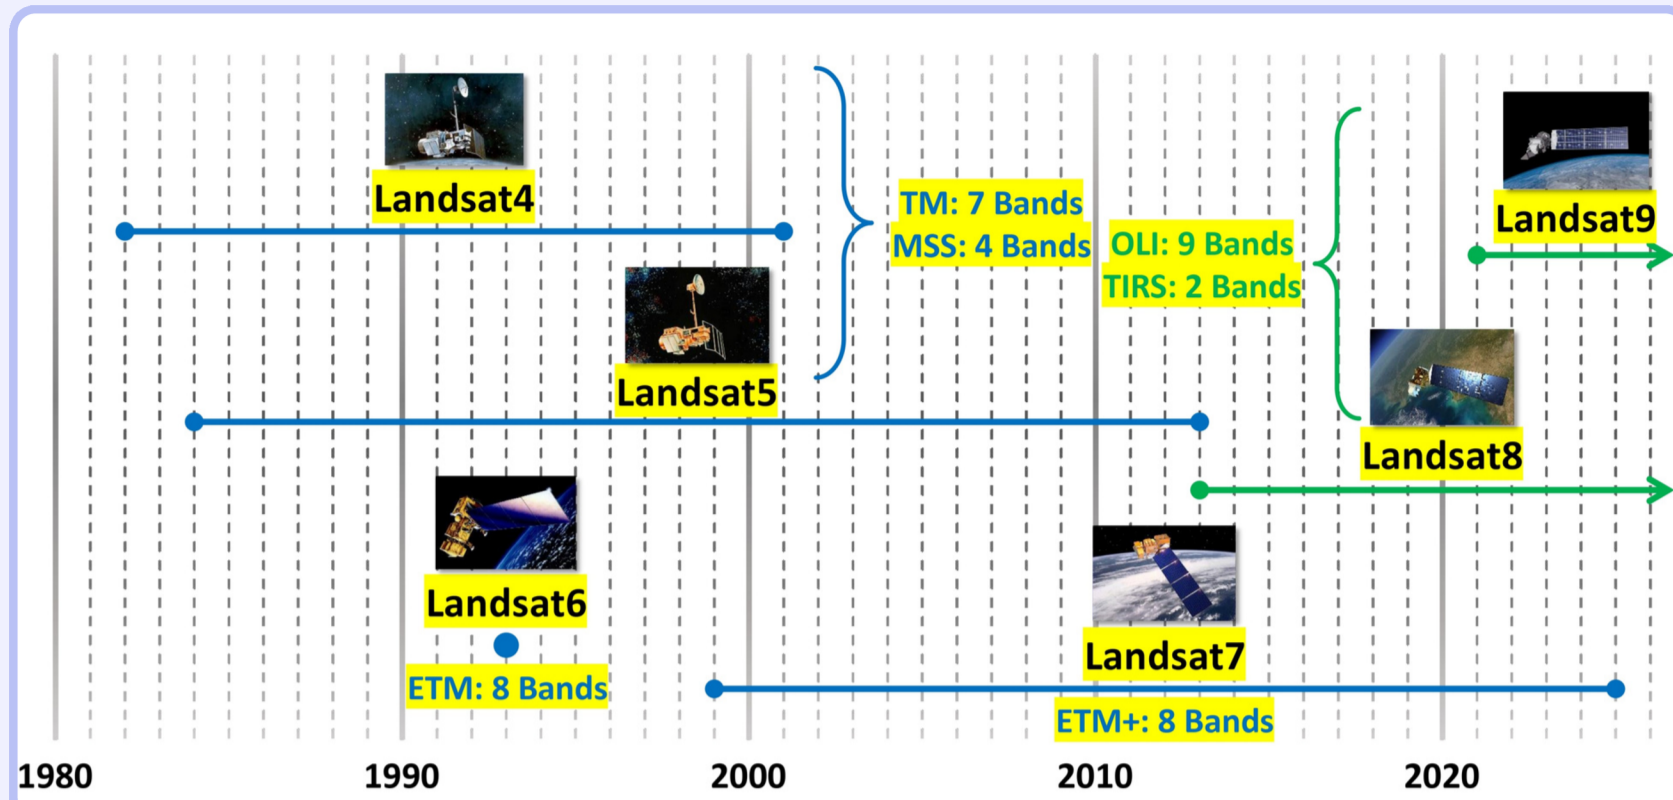 Landsat4
TM: 7 Bands
MSS: 4 Bands
OLI: 9 Bands
TIRS: 2 Bands
Landsat9
Landsat5
Landsat8
Landsat6
ETM: 8 Bands
Landsat7
ETM+: 8 Bands
1980
1990
2000
2010
2020